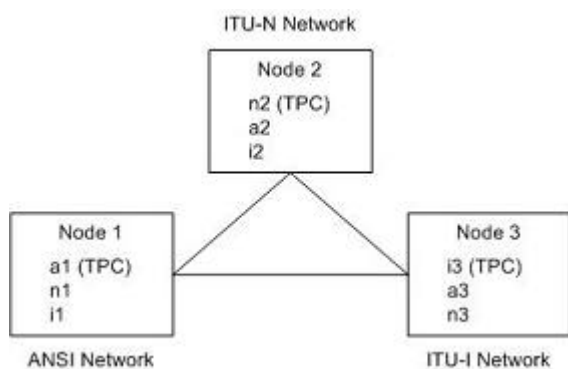 ITU-N Network
Node 2
n2 (TPC)
a2
i2
Node 1
a1 (TPC)
n1
i1
ANSI Network
Node 3
i3 (TPC)
a3
n3
ITU-I Network